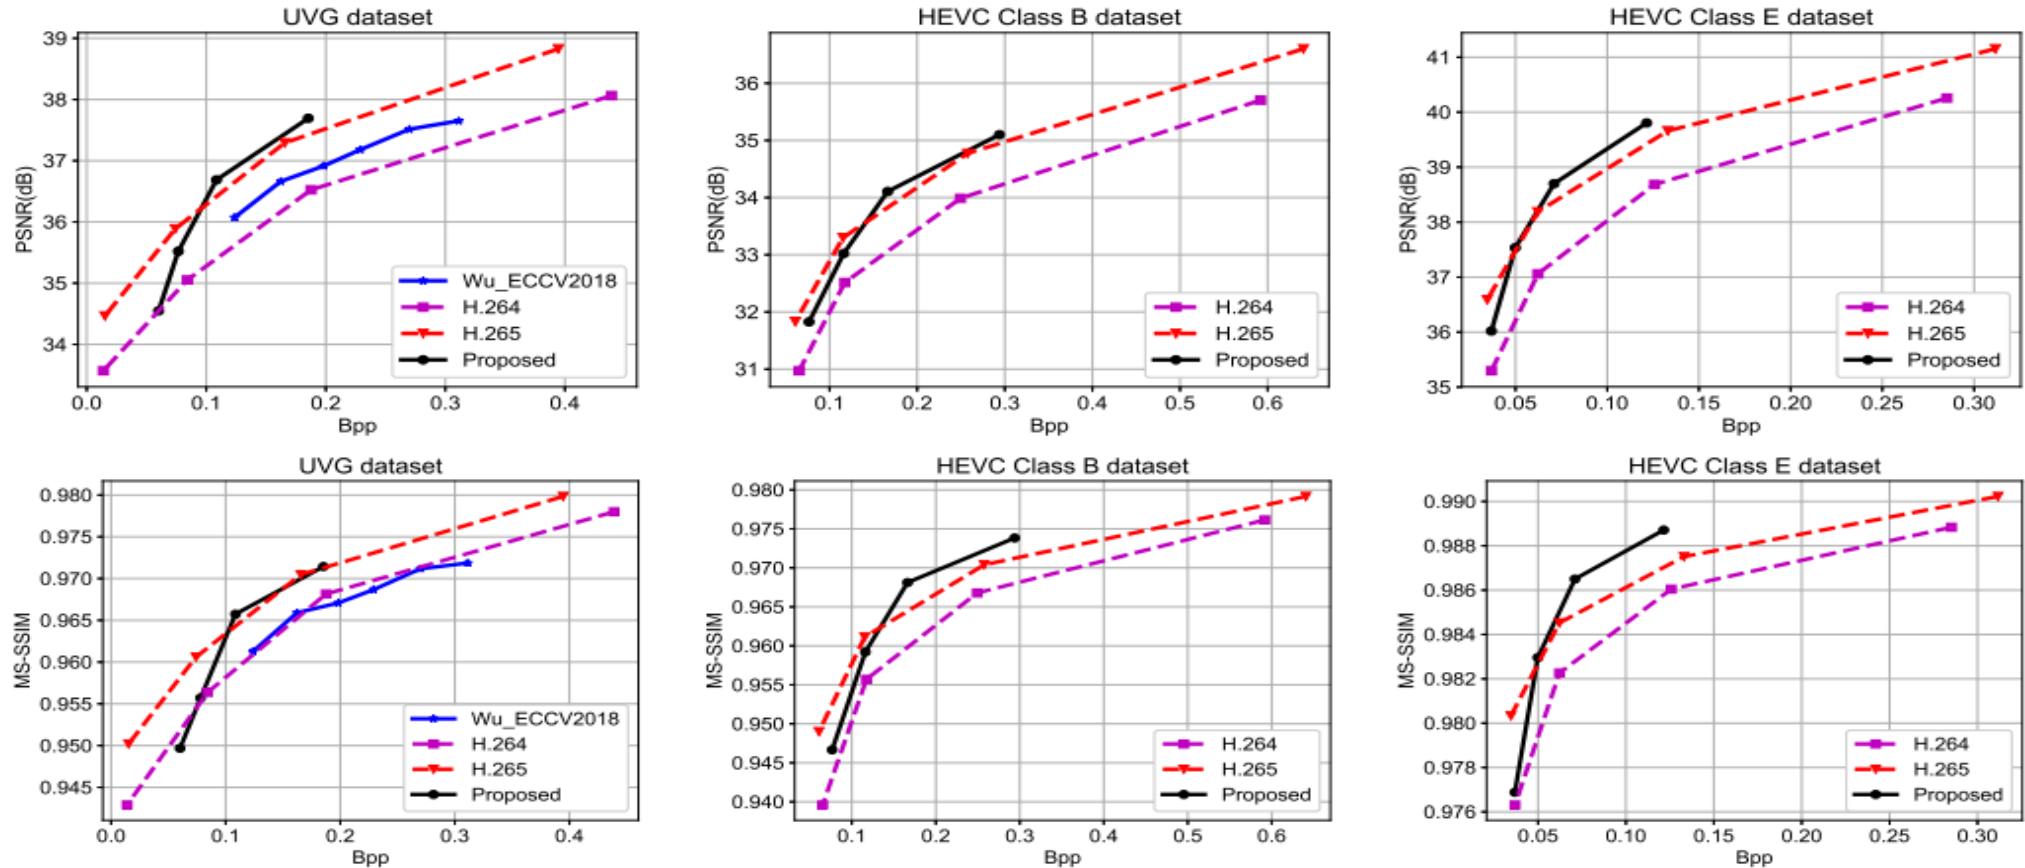 UVG dataset
39
38
37
36
35
34
PSNR(dB)
Wu_ECCV2018
H.264
H.265
Proposed
0.0 0.1 0.2 0.3 0.4
Bpp
HEVC Class B dataset
36
35
34
33
32
31
PSNR(dB)
H.264
H.265
Proposed
0.1 0.2 0.3 0.4 0.5 0.6
Bpp
HEVC Class E dataset
41
40
39
38
37
36
35
PSNR(dB)
H.264
H.265
Proposed
0.05 0.10 0.15 0.20 0.25 0.30
Bpp
UVG dataset
0.980
0.975
0.970
0.965
0.960
0.955
0.950
0.945
MS-SSIM
Wu_ECCV2018
H.264
H.265
Proposed
0.0 0.1 0.2 0.3 0.4
Bpp
HEVC Class B dataset
0.980
0.975
0.970
0.965
0.960
0.955
0.950
0.945
0.940
MS-SSIM
H.264
H.265
Proposed
0.1 0.2 0.3 0.4 0.5 0.6
Bpp
HEVC Class E dataset
0.990
0.988
0.986
0.984
0.982
0.980
0.978
0.976
MS-SSIM
H.264
H.265
Proposed
0.05 0.10 0.15 0.20 0.25 0.30
Bpp